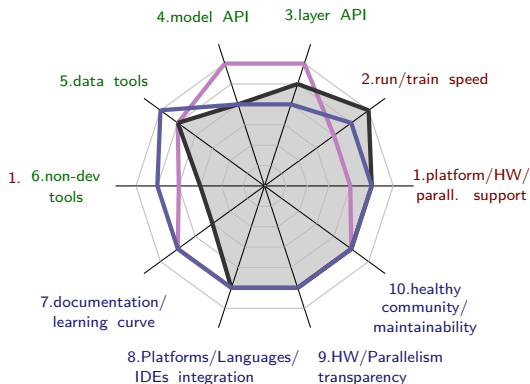 4.model API
3.layer API
5.data tools
2.run/train speed
1.
6.non-dev
tools
1.platform/HW/
parall. support
7.documentation/
learning curve
10.healthy
community/
maintainability
8.Platforms/Languages/
IDEs integration
9.HW/Parallelism
transparency